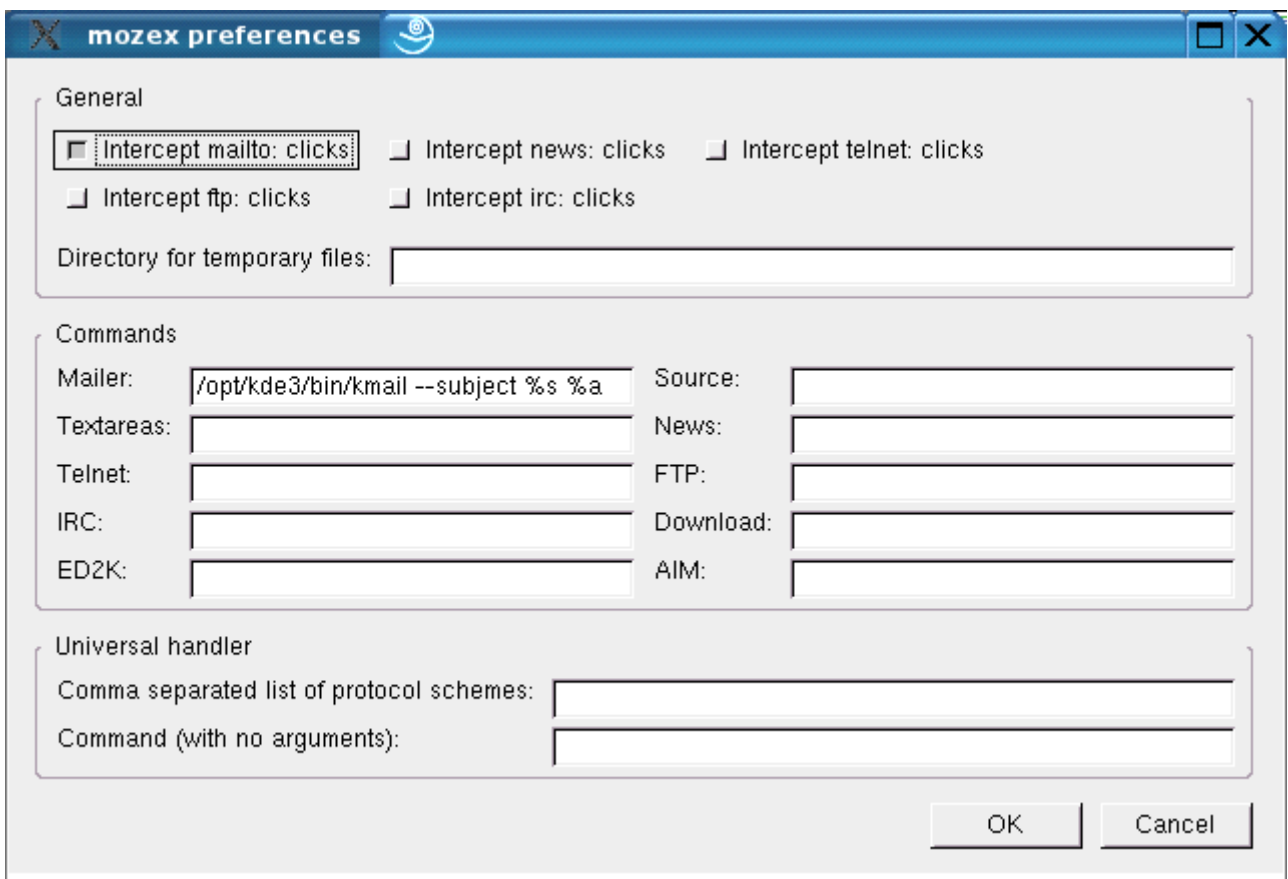 mozex preferences
General
Intercept mailto: clicks Intercept news: clicks Intercept telnet: clicks
Intercept ftp: clicks Intercept irc: clicks
Directory for temporary files:
Commands
Mailer: /opt/kde3/bin/kmail --subject %s %a Source:
Textareas: News:
Telnet: FTP:
IRC: Download:
ED2K: AIM:
Universal handler
Comma separated list of protocol schemes:
Command (with no arguments):
OK Cancel